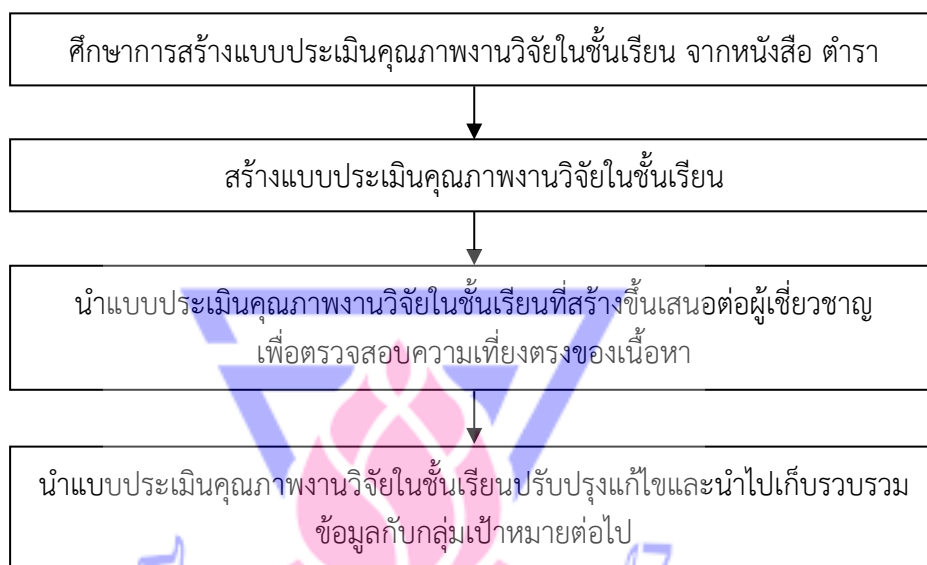 ศึกษาการสร้างแบบประเมินคุณภาพงานวิจัยในชั้นเรียน จากหนังสือ ตำรา
สร้างแบบประเมินคุณภาพงานวิจัยในชั้นเรียน
นำแบบประเมินคุณภาพงานวิจัยในชั้นเรียนที่สร้างขึ้นเสนอต่อผู้เชี่ยวชาญ
เพื่อตรวจสอบความเที่ยงตรงของเนื้อหา
นำแบบประเมินคุณภาพงานวิจัยในชั้นเรียนปรับปรุงแก้ไขและนำไปเก็บรวบรวม
ข้อมูลกับกลุ่มเป้าหมายต่อไป